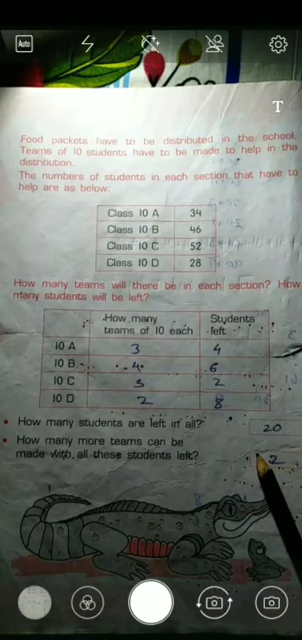 Auto
T
Food packets have to be distributed in the school.
Teams of 10 students have to be made to help in the
distribution.
The numbers of students in each section that have to
help are as below:
Class 10 A 34
Class 10 B 46
Class 10 C 52
Class 10 D 28
How many teams will there be in each section? How
many students will be left?
How many teams of 10 each Students left
10 A 3 4
10 B 4 6
10 C 5 2
10 D 2 8
• How many students are left in all? 20
• How many more teams can be
made with all these students left? 2